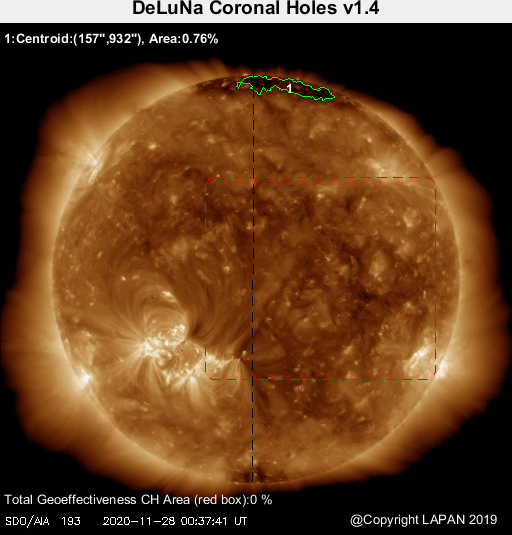 DeLuNa Coronal Holes v1.4
1:Centroid:(157",932"), Area:0.76%
1
Total Geoeffectiveness CH Area (red box):0 %
SDO/AIA 193 2020-11-28 00:37:41 UT
@Copyright LAPAN 2019